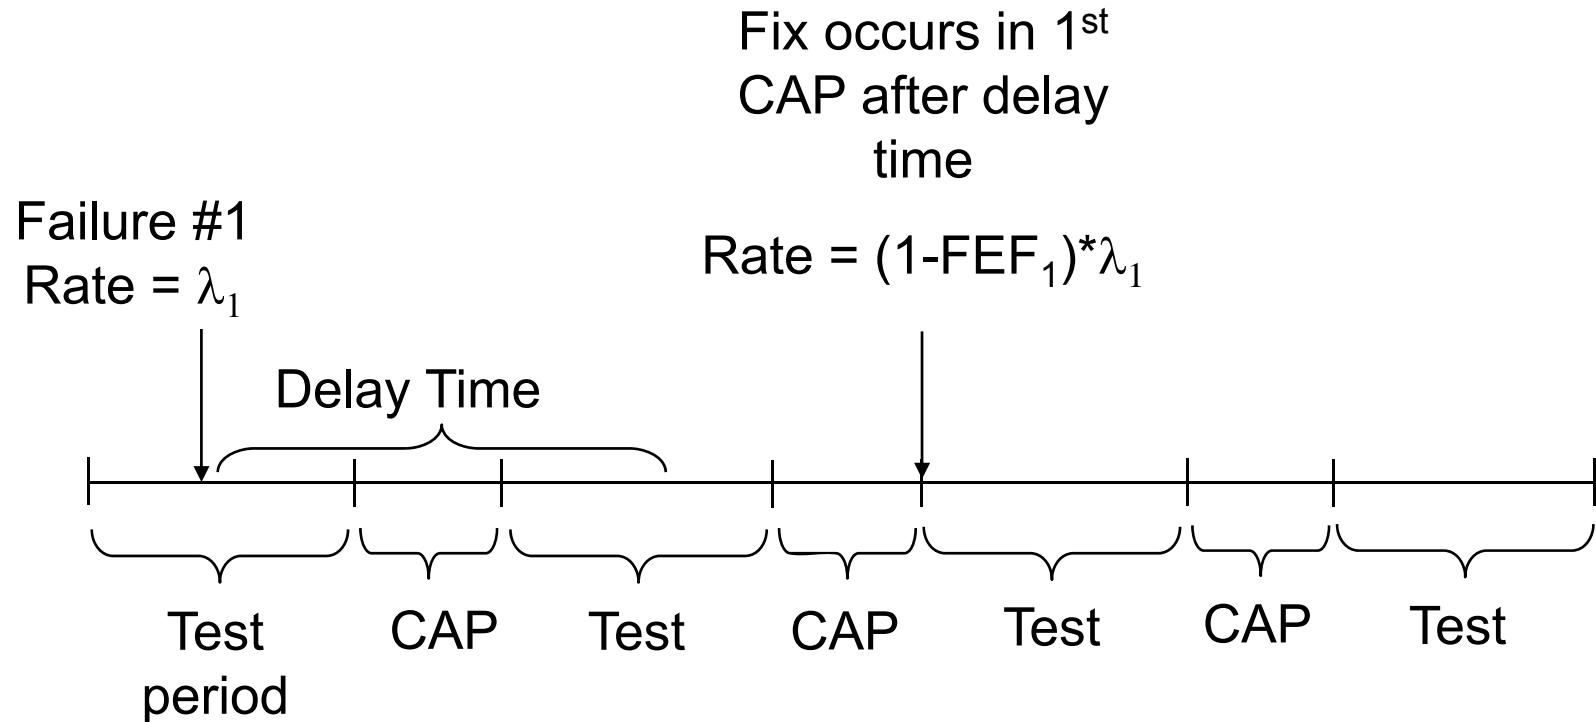 Fix occurs in 1st
CAP after delay
time
Failure #1
Rate = λ1
Rate = (1-FEF1)*λ1
Delay Time
Test
period
CAP
Test
CAP
Test
CAP
Test